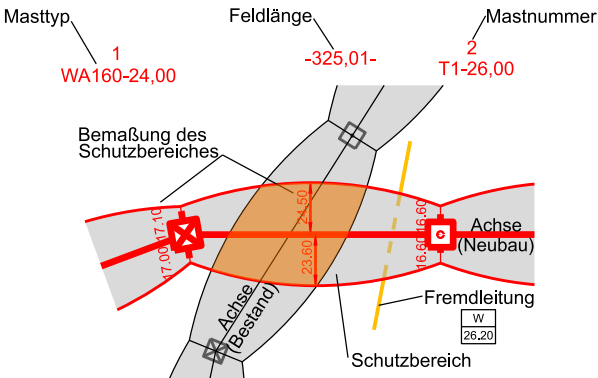 Masttyp
Feldlänge
Mastnummer
1
WA160-24,00
-325,01-
2
T1-26,00
Bemaßung des
Schutzbereiches
17.00
17.10
24.50
23.60
16.60
16.60
Achse
(Neubau)
Achse
(Bestand)
Fremdleitung
W
26.20
Schutzbereich